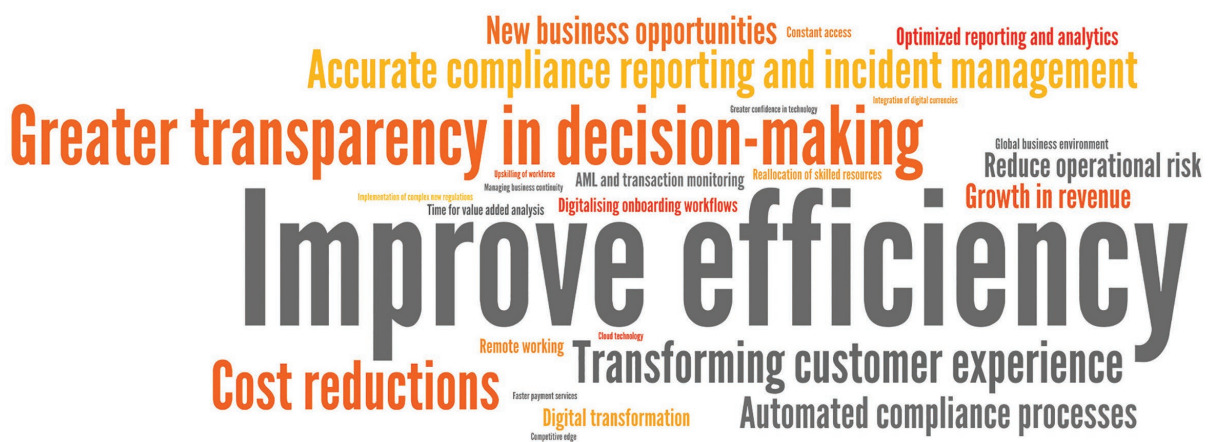 New business opportunities
Constant access
Optimized reporting and analytics
Accurate compliance reporting and incident management
Integration of digital currencies
Greater confidence in technology
Greater transparency in decision-making
Global business environment
Reduce operational risk
Upskilling of workforce
AML and transaction monitoring
Reallocation of skilled resources
Managing business continuity
Growth in revenue
Implementation of complex new regulations
Time for value added analysis
Digitalising onboarding workflows
Improve efficiency
Cloud technology
Remote working
Transforming customer experience
Cost reductions
Faster payment services
Digital transformation
Automated compliance processes
Competitive edge